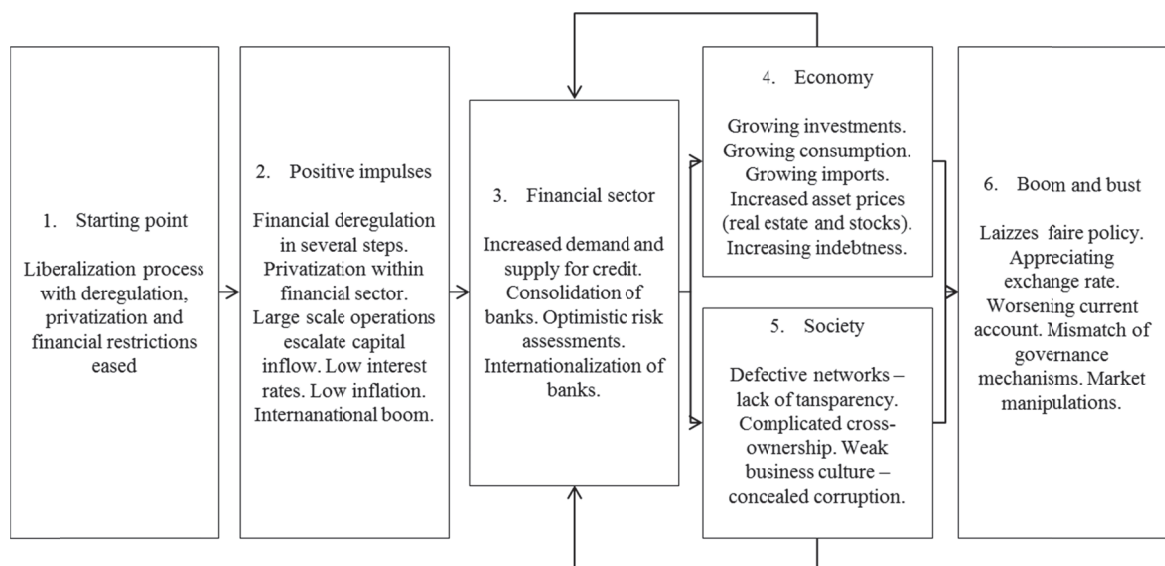 1. Starting point
Liberalization process
with deregulation,
privatization and
financial restrictions
eased
2. Positive impulses
Financial deregulation
in several steps.
Privatization within
financial sector.
Large scale operations
escalate capital
inflow. Low interest
rates. Low inflation.
Internanational boom.
3. Financial sector
Increased demand and
supply for credit.
Consolidation of
banks. Optimistic risk
assessments.
Internationalization of
banks.
4. Economy
Growing investments.
Growing consumption.
Growing imports.
Increased asset prices
(real estate and stocks).
Increasing indebtness.
5. Society
Defective networks –
lack of tansparency.
Complicated cross-
ownership. Weak
business culture –
concealed corruption.
6. Boom and bust
Laizzes faire policy.
Appreciating
exchange rate.
Worsening current
account. Mismatch of
governance
mechanisms. Market
manipulations.